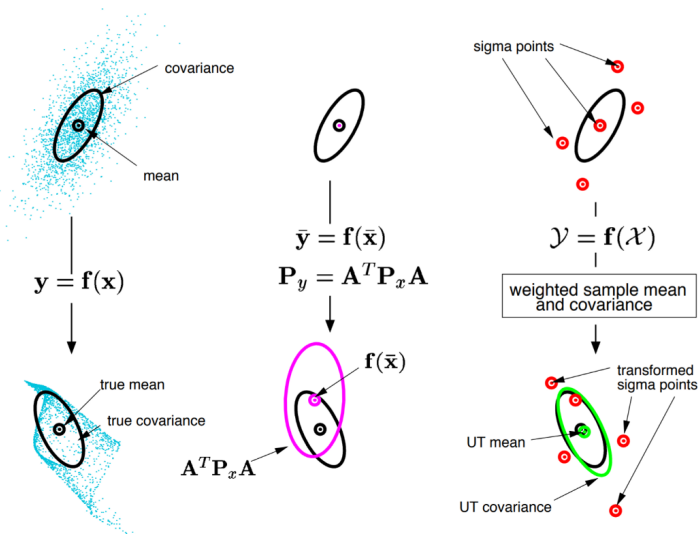 covariance
mean
y = f(x)
true mean
true covariance
ȳ = f(x̄)
P_y = A^T P_x A
f(x̄)
A^T P_x A
sigma points
𝒴 = f(𝒳)
weighted sample mean
and covariance
transformed
sigma points
UT mean
UT covariance